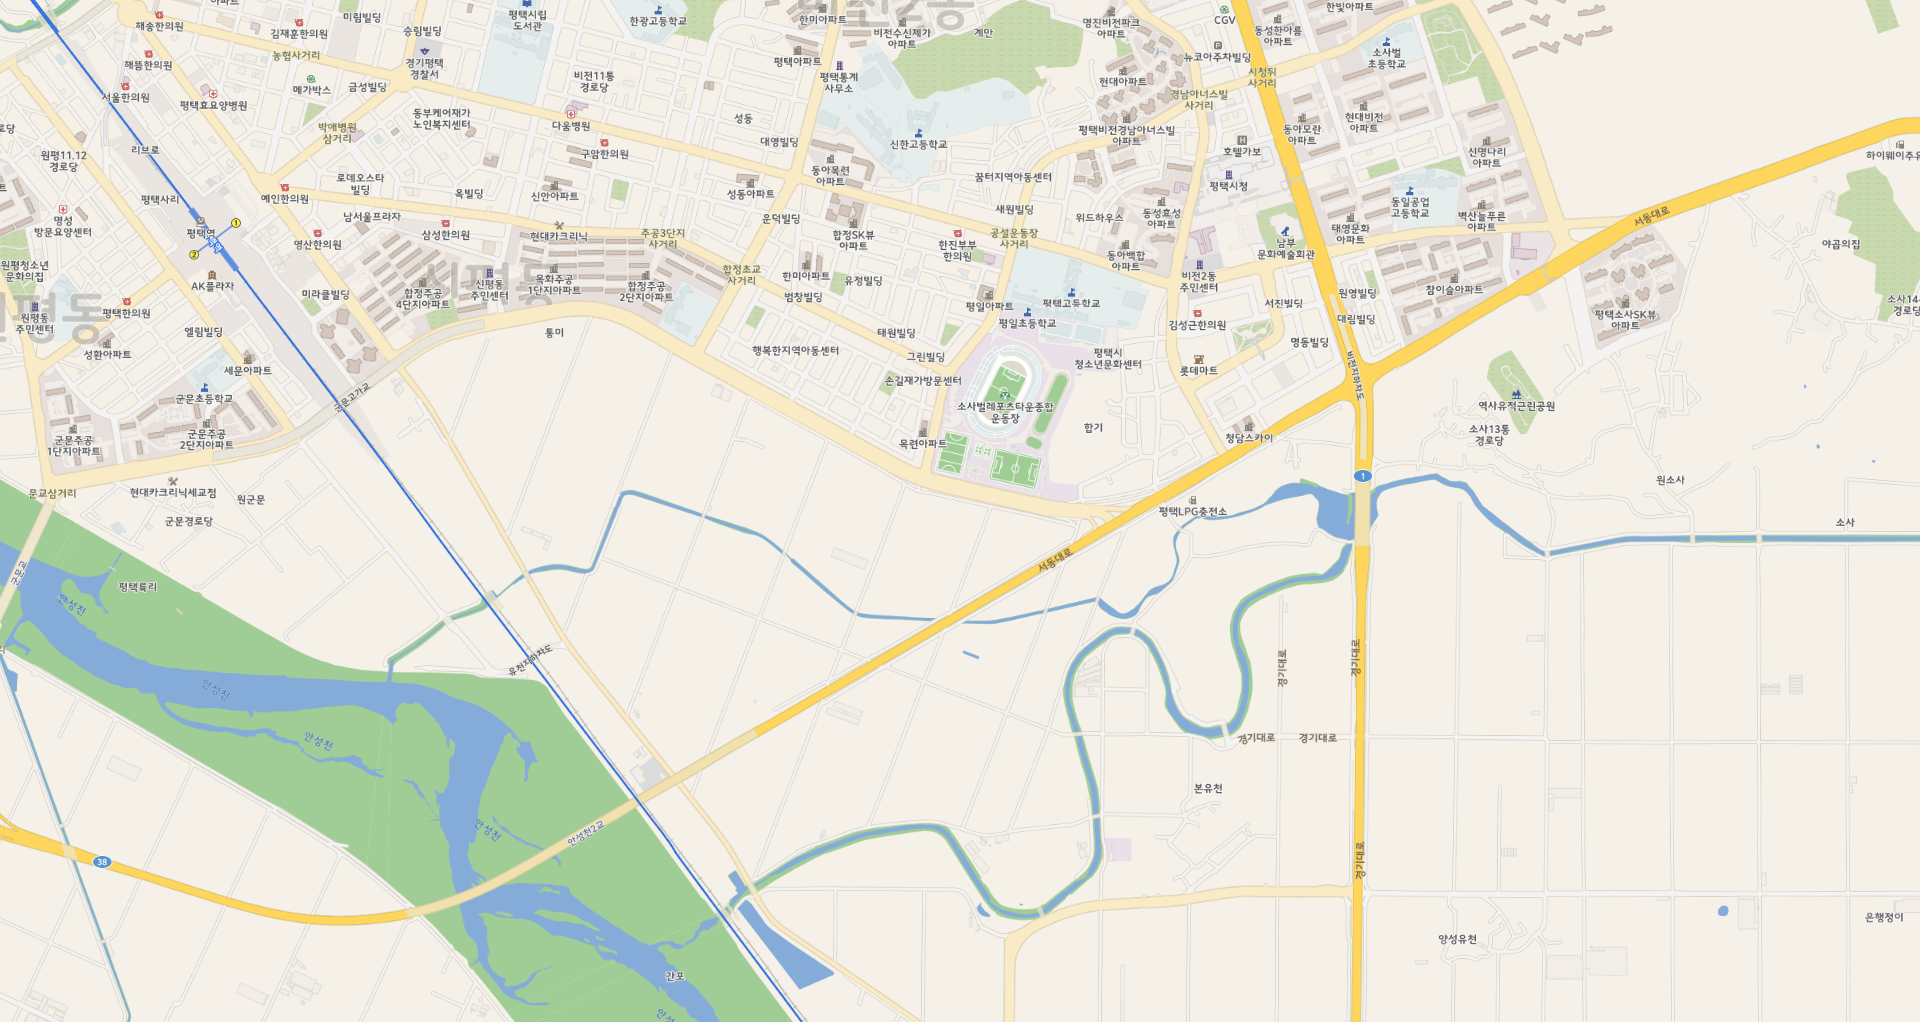 해송한의원
김재훈한의원
미림빌딩
송림빌딩
평택시립
도서관
한광고등학교
한미아파트
비전2동
비전수신제가
아파트
계만
명진비전파크
아파트
CGV
동성한아름
아파트
한빛아파트
뉴코아주차빌딩
소사벌
초등학교
농협사거리
해뜸한의원
경기평택
경찰서
평택아파트
평택통계
사무소
비전11통
경로당
현대아파트
시청뒤
사거리
서울한의원
메가박스
금성빌딩
평택효요양병원
경남아너스빌
사거리
동부케어재가
노인복지센터
다움병원
성동
박애병원
삼거리
평택비전경남아너스빌
아파트
동아모란
아파트
현대비전
아파트
대영빌딩
신한고등학교
리브로
원평11.12
경로당
구암한의원
호텔가보
신명나리
아파트
하이웨이주유
동아목련
아파트
꿈터지역아동센터
로데오스타
빌딩
평택시청
평택사리
예인한의원
옥빌딩
신안아파트
성동아파트
동일공업
고등학교
명성
방문요양센터
남서울프라자
운덕빌딩
새원빌딩
위드하우스
동성효성
아파트
벽산늘푸른
아파트
서동대로
태영문화
아파트
평택역
1
2
영산한의원
삼성한의원
현대카크리닉
주공3단지
사거리
합정SK뷰
아파트
한진부부
한의원
공설운동장
사거리
남부
문화예술회관
야곱의집
동아백합
아파트
원평청소년
문화의집
AK플라자
신평동
신평동
주민센터
목화주공
1단지아파트
합정초교
사거리
한미아파트
유정빌딩
비전2동
주민센터
합정주공
4단지아파트
합정주공
2단지아파트
미라클빌딩
범창빌딩
평일아파트
평택고등학교
서진빌딩
원영빌딩
참이슬아파트
평택한의원
원평동
주민센터
엘림빌딩
통미
태원빌딩
평일초등학교
김성근한의원
대림빌딩
평택소사SK뷰
아파트
성환아파트
행복한지역아동센터
그린빌딩
평택시
청소년문화센터
명동빌딩
롯데마트
세문아파트
군문초등학교
손길재가방문센터
비전지하차도
군문고가교
소사벌레포츠타운종합
운동장
역사유적근린공원
합기
군문주공
1단지아파트
군문주공
2단지아파트
목련아파트
청담스카이
소사13통
경로당
1
원소사
문교삼거리
현대카크리닉세교점
원군문
군문경로당
평택LPG충전소
소사
서동대로
군문교
평택륙리
안성천
유천지하차도
안성천
안성천
경기대로
경기대로
경기대로
경기대로
본유천
안성천
안성천2교
38
경기대로
은행정이
양성유천
간포
안성